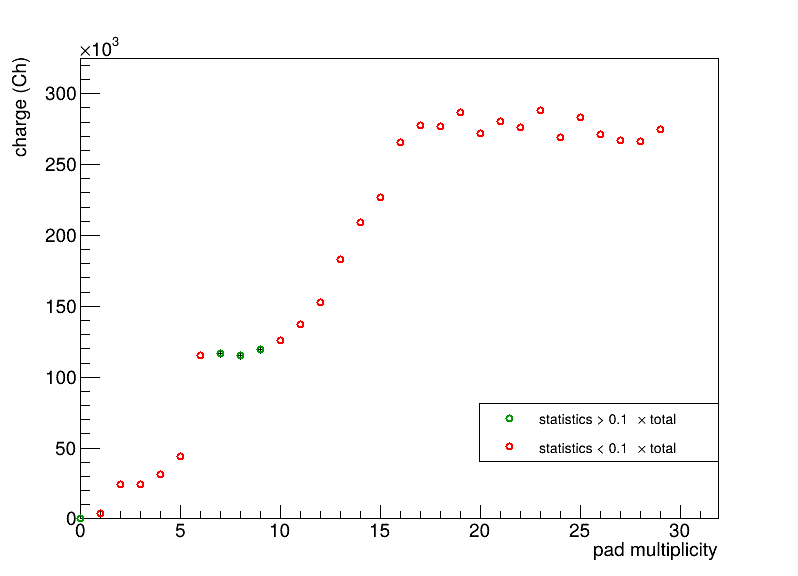 ×10³
charge (Ch)
300
250
200
150
100
50
0
0 5 10 15 20 25 30
pad multiplicity
statistics > 0.1 × total
statistics < 0.1 × total